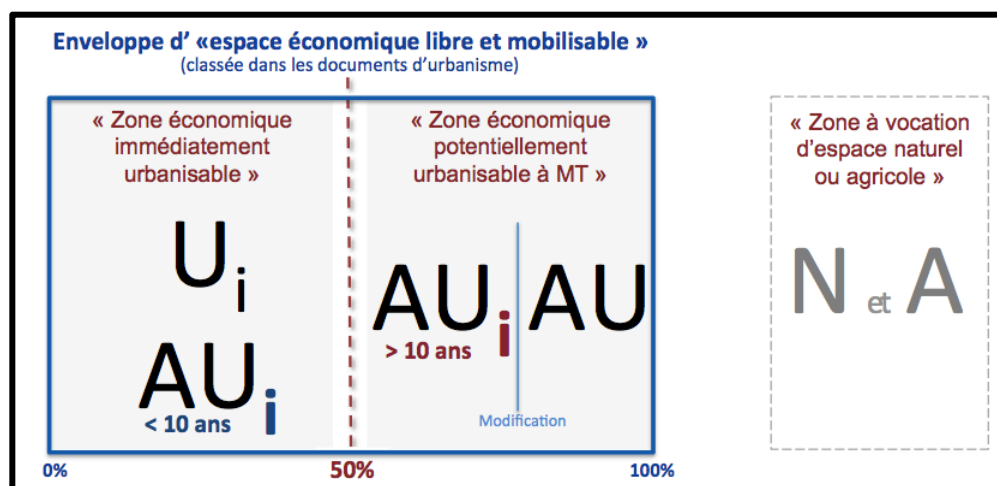 Enveloppe d’ «espace économique libre et mobilisable »
(classée dans les documents d’urbanisme)
« Zone économique
immédiatement
urbanisable »
Ui
AUi
< 10 ans
« Zone économique
potentiellement
urbanisable à MT »
AUi
> 10 ans
AU
Modification
« Zone à vocation
d’espace naturel
ou agricole »
N et A
0%
50%
100%